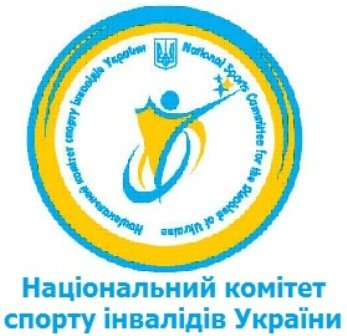 Національний комітет спорту інвалідів України
National Sports Committee for the Disabled of Ukraine
Національний комітет
спорту інвалідів України